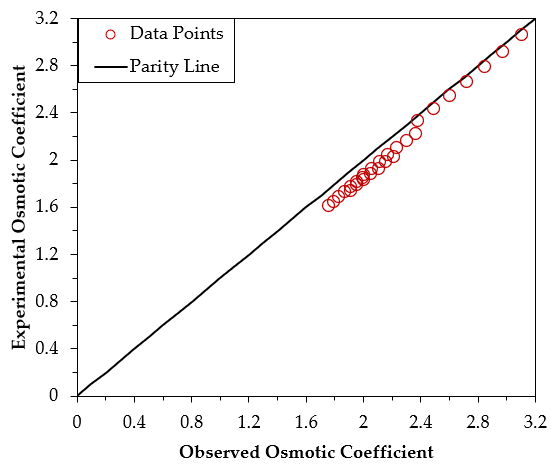 3.2
2.8
2.4
2
1.6
1.2
0.8
0.4
0
Data Points
Parity Line
Experimental Osmotic Coefficient
0 0.4 0.8 1.2 1.6 2 2.4 2.8 3.2
Observed Osmotic Coefficient